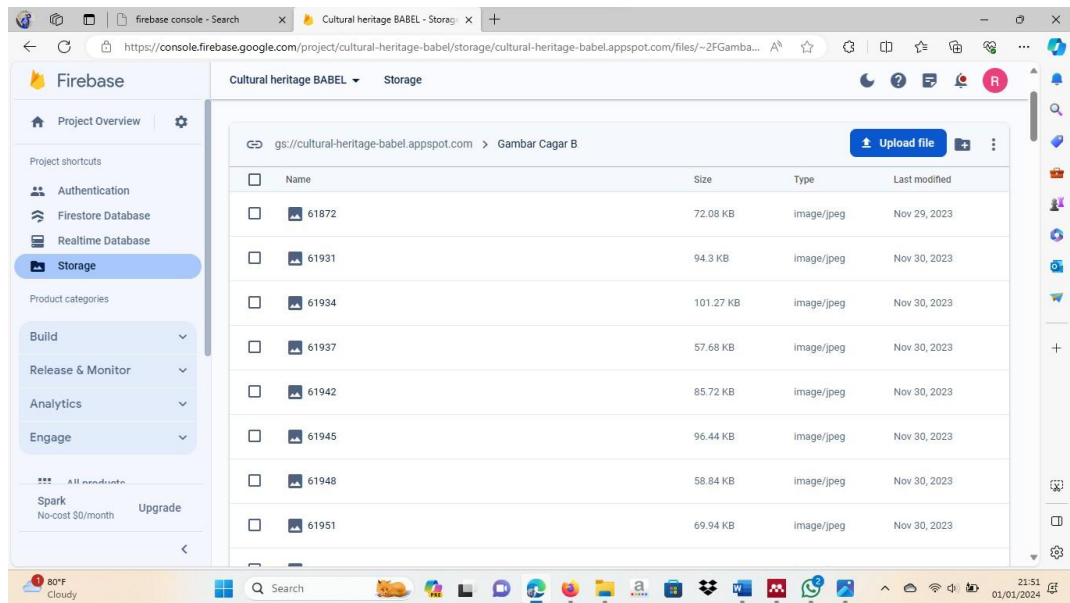 firebase console - Search
Cultural heritage BABEL - Storag
https://console.firebase.google.com/project/cultural-heritage-babel/storage/cultural-heritage-babel.appspot.com/files/~2FGamba...
Firebase
Cultural heritage BABEL
Storage
R
Project Overview
gs://cultural-heritage-babel.appspot.com > Gambar Cagar B
Upload file
Project shortcuts
Name Size Type Last modified
Authentication
Firestore Database
Realtime Database
Storage
Product categories
Build
Release & Monitor
Analytics
Engage
All products
Spark
No-cost $0/month
Upgrade
61872 72.08 KB image/jpeg Nov 29, 2023
61931 94.3 KB image/jpeg Nov 30, 2023
61934 101.27 KB image/jpeg Nov 30, 2023
61937 57.68 KB image/jpeg Nov 30, 2023
61942 85.72 KB image/jpeg Nov 30, 2023
61945 96.44 KB image/jpeg Nov 30, 2023
61948 58.84 KB image/jpeg Nov 30, 2023
61951 69.94 KB image/jpeg Nov 30, 2023
1
80°F
Cloudy
Search
PRE
a
2
21:51
01/01/2024